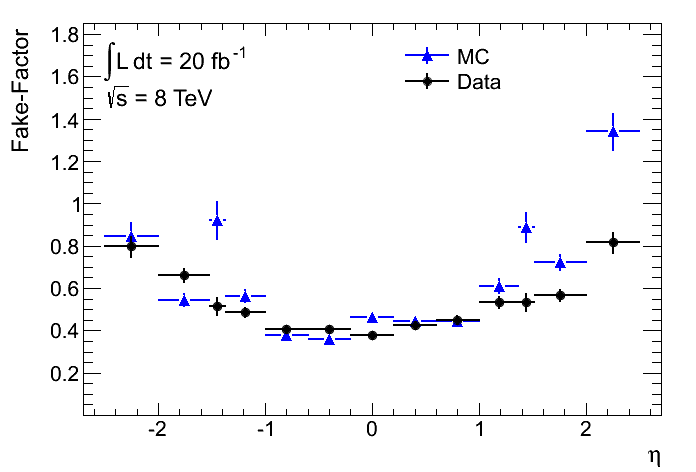 Fake-Factor
1.8
1.6
1.4
1.2
1
0.8
0.6
0.4
0.2
∫L dt = 20 fb⁻¹
√s = 8 TeV
MC
Data
-2
-1
0
1
2
η